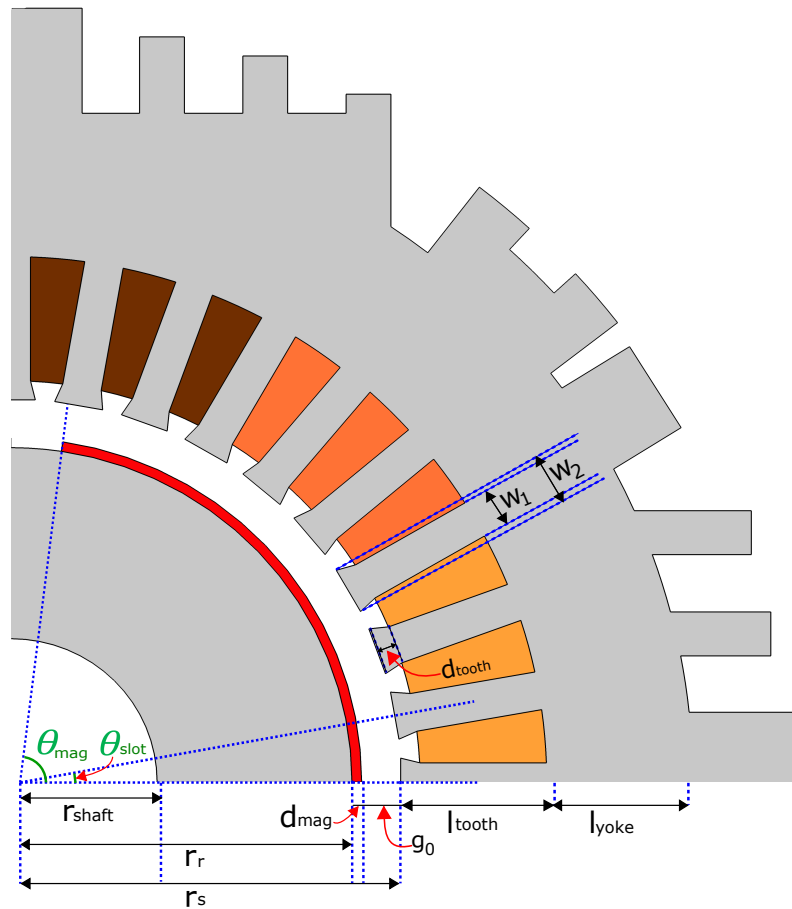 W₁
W₂
dtooth
θmag
θslot
rshaft
dmag
g₀
ltooth
lyoke
rr
rs